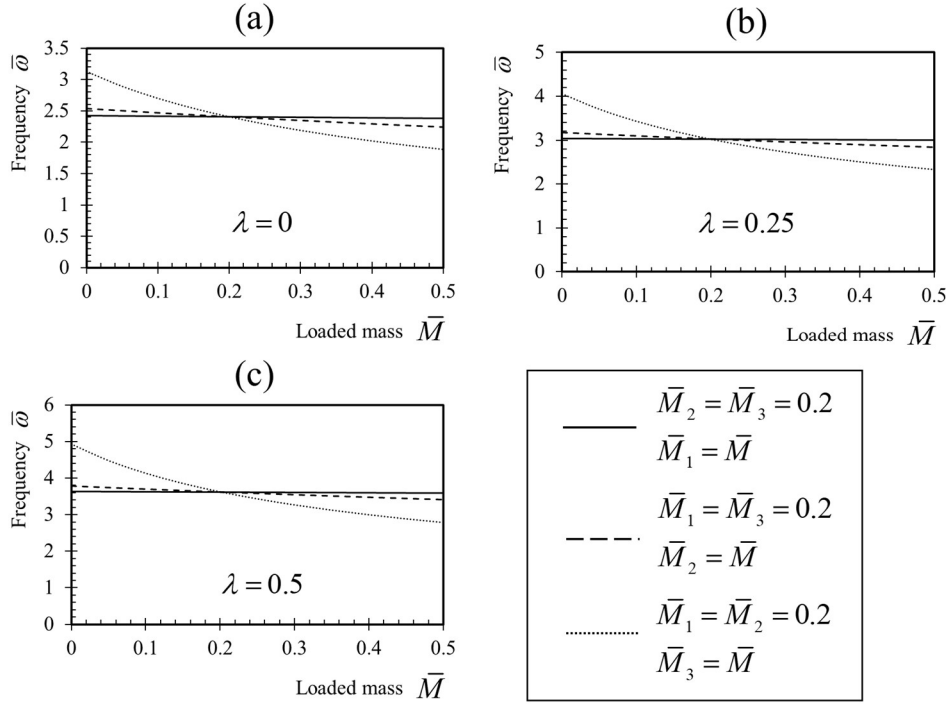 (a)
Frequency ω̅
3.5
3
2.5
2
1.5
1
0.5
0
λ = 0
0 0.1 0.2 0.3 0.4 0.5
Loaded mass M̅
(b)
Frequency ω̅
5
4
3
2
1
0
λ = 0.25
0 0.1 0.2 0.3 0.4 0.5
Loaded mass M̅
(c)
Frequency ω̅
6
5
4
3
2
1
0
λ = 0.5
0 0.1 0.2 0.3 0.4 0.5
Loaded mass M̅
M̅₂ = M̅₃ = 0.2
M̅₁ = M̅
M̅₁ = M̅₃ = 0.2
M̅₂ = M̅
M̅₁ = M̅₂ = 0.2
M̅₃ = M̅